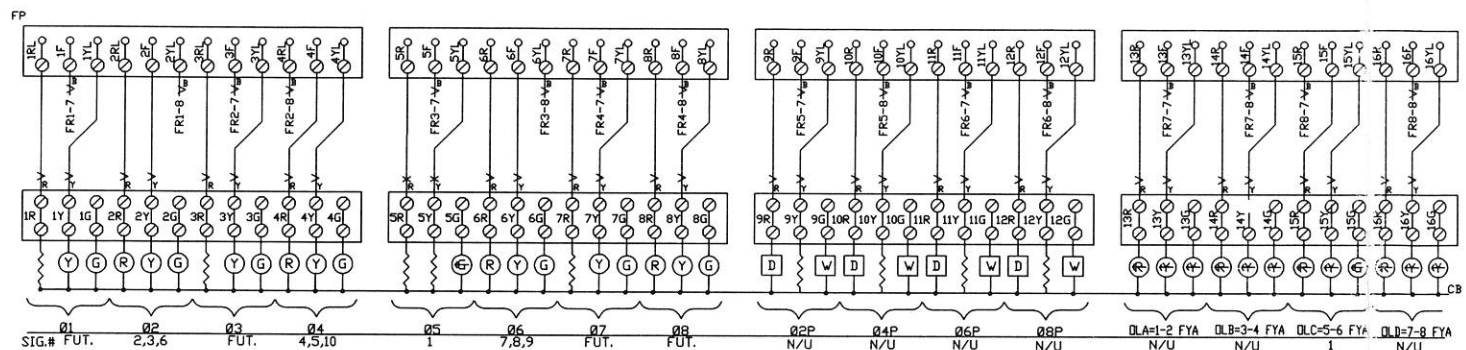 FP
1RL 1F 1YL 2RL 2F 2YL 3RL 3F 3YL 4RL 4F 4YL 5R 5F 5YL 6R 6F 6YL 7R 7F 7YL 8R 8F 8YL 9R 9F 9YL 10R 10F 10YL 11R 11F 11YL 12R 12F 12YL 13R 13F 13YL 14R 14F 14YL 15R 15F 15YL 16R 16F 16YL
B B B B B B B B B B B B B B B B
FR1-7 FR1-8 FR2-7 FR2-8 FR3-7 FR3-8 FR4-7 FR4-8 FR5-7 FR5-8 FR6-7 FR6-8 FR7-7 FR7-8 FR8-7 FR8-8
R Y R Y R Y R Y R Y R Y R Y R Y R Y R Y R Y R Y R Y R Y R Y R Y
1R 1Y 1G 2R 2Y 2G 3R 3Y 3G 4R 4Y 4G 5R 5Y 5G 6R 6Y 6G 7R 7Y 7G 8R 8Y 8G 9R 9Y 9G 10R 10Y 10G 11R 11Y 11G 12R 12Y 12G 13R 13Y 13G 14R 14Y 14G 15R 15Y 15G 16R 16Y 16G
Y G R Y G Y G R Y G G R Y G Y G R Y G D W D W D W D W R Y Y R Y Y R Y G R Y Y
CB
Ø1 Ø2 Ø3 Ø4 Ø5 Ø6 Ø7 Ø8 Ø2P Ø4P Ø6P Ø8P OLA=1-2 FYA OLB=3-4 FYA OLC=5-6 FYA OLD=7-8 FYA
SIG.# FUT. 2,3,6 FUT. 4,5,10 1 7,8,9 FUT. FUT. N/U N/U N/U N/U N/U N/U 1 N/U